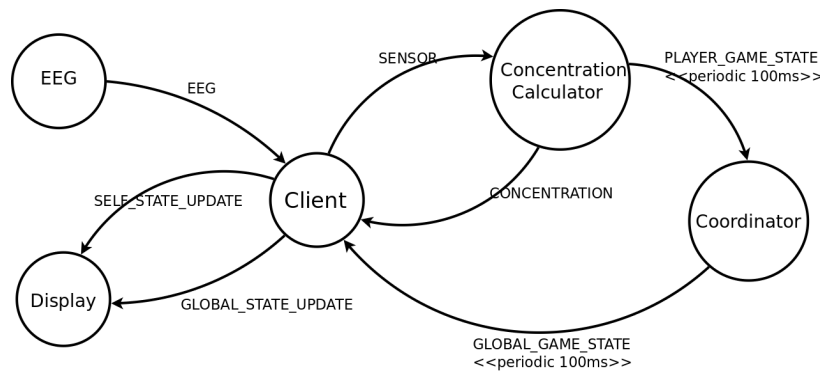 EEG
EEG
SENSOR
Concentration
Calculator
PLAYER_GAME_STATE
<<periodic 100ms>>
SELF_STATE_UPDATE
Client
CONCENTRATION
Coordinator
Display
GLOBAL_STATE_UPDATE
GLOBAL_GAME_STATE
<<periodic 100ms>>